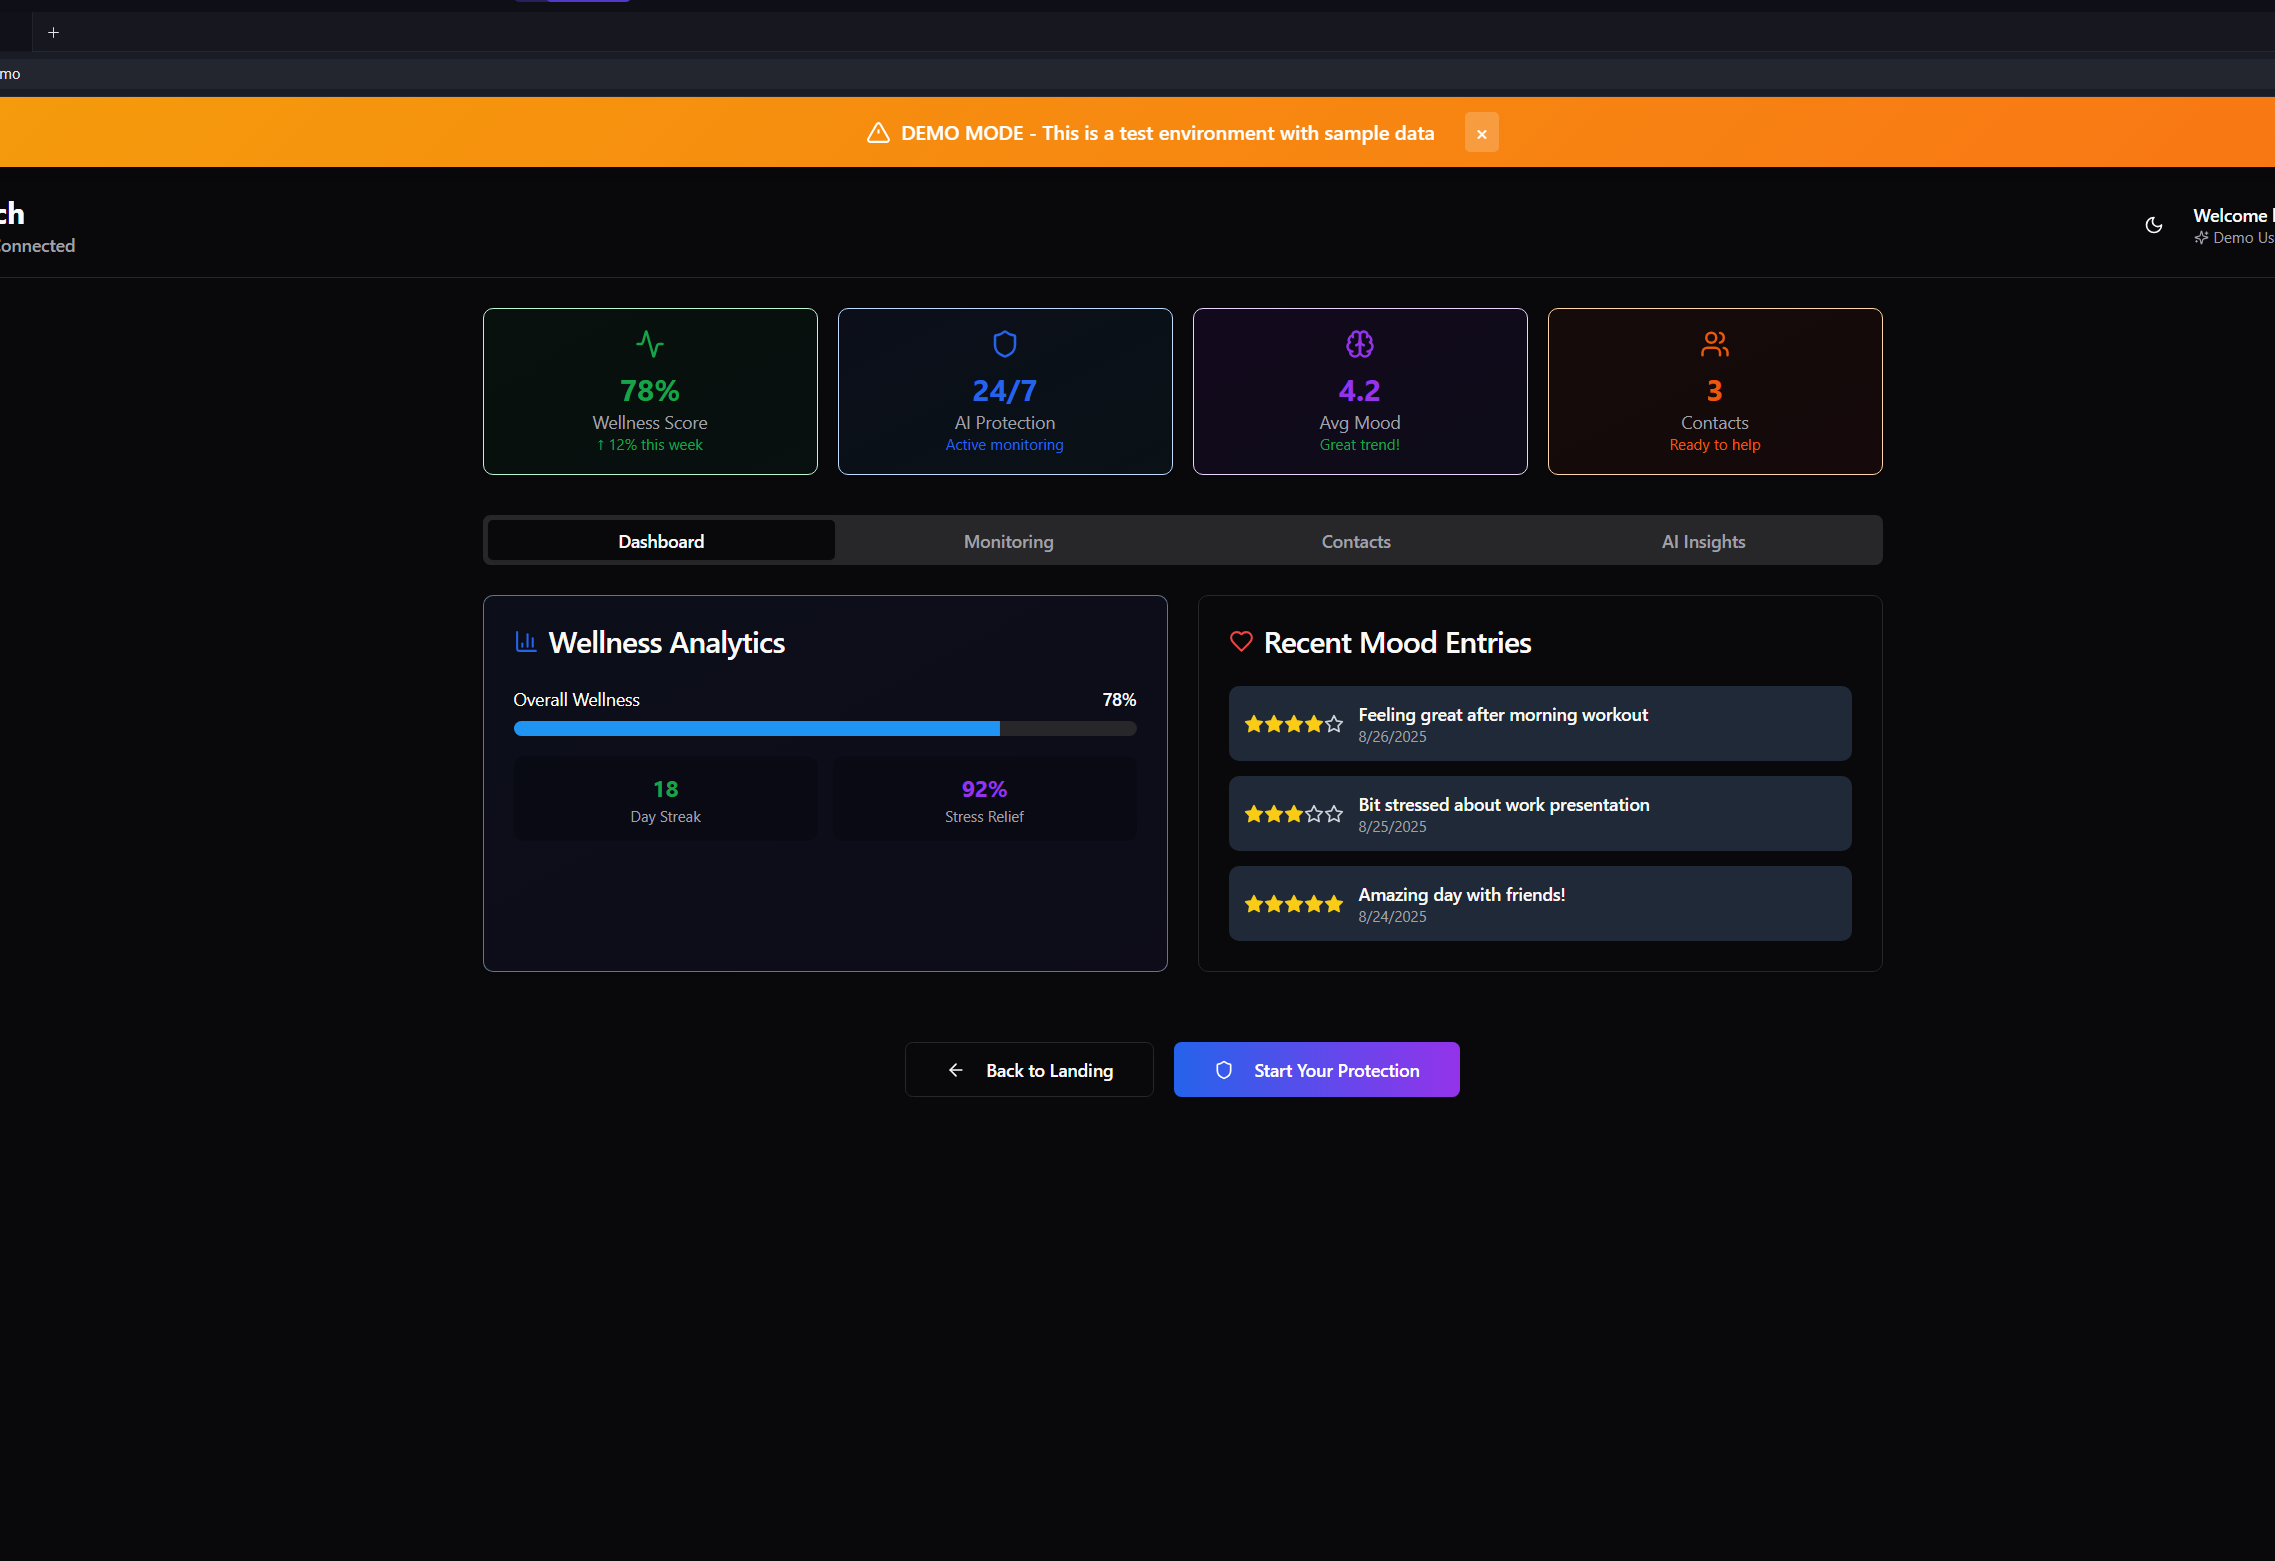 mo
DEMO MODE - This is a test environment with sample data
ch
onnected
Welcome
Demo Us
78%
Wellness Score
↑ 12% this week
24/7
AI Protection
Active monitoring
4.2
Avg Mood
Great trend!
3
Contacts
Ready to help
Dashboard
Monitoring
Contacts
AI Insights
Wellness Analytics
Overall Wellness
78%
18
Day Streak
92%
Stress Relief
Recent Mood Entries
Feeling great after morning workout
8/26/2025
Bit stressed about work presentation
8/25/2025
Amazing day with friends!
8/24/2025
Back to Landing
Start Your Protection